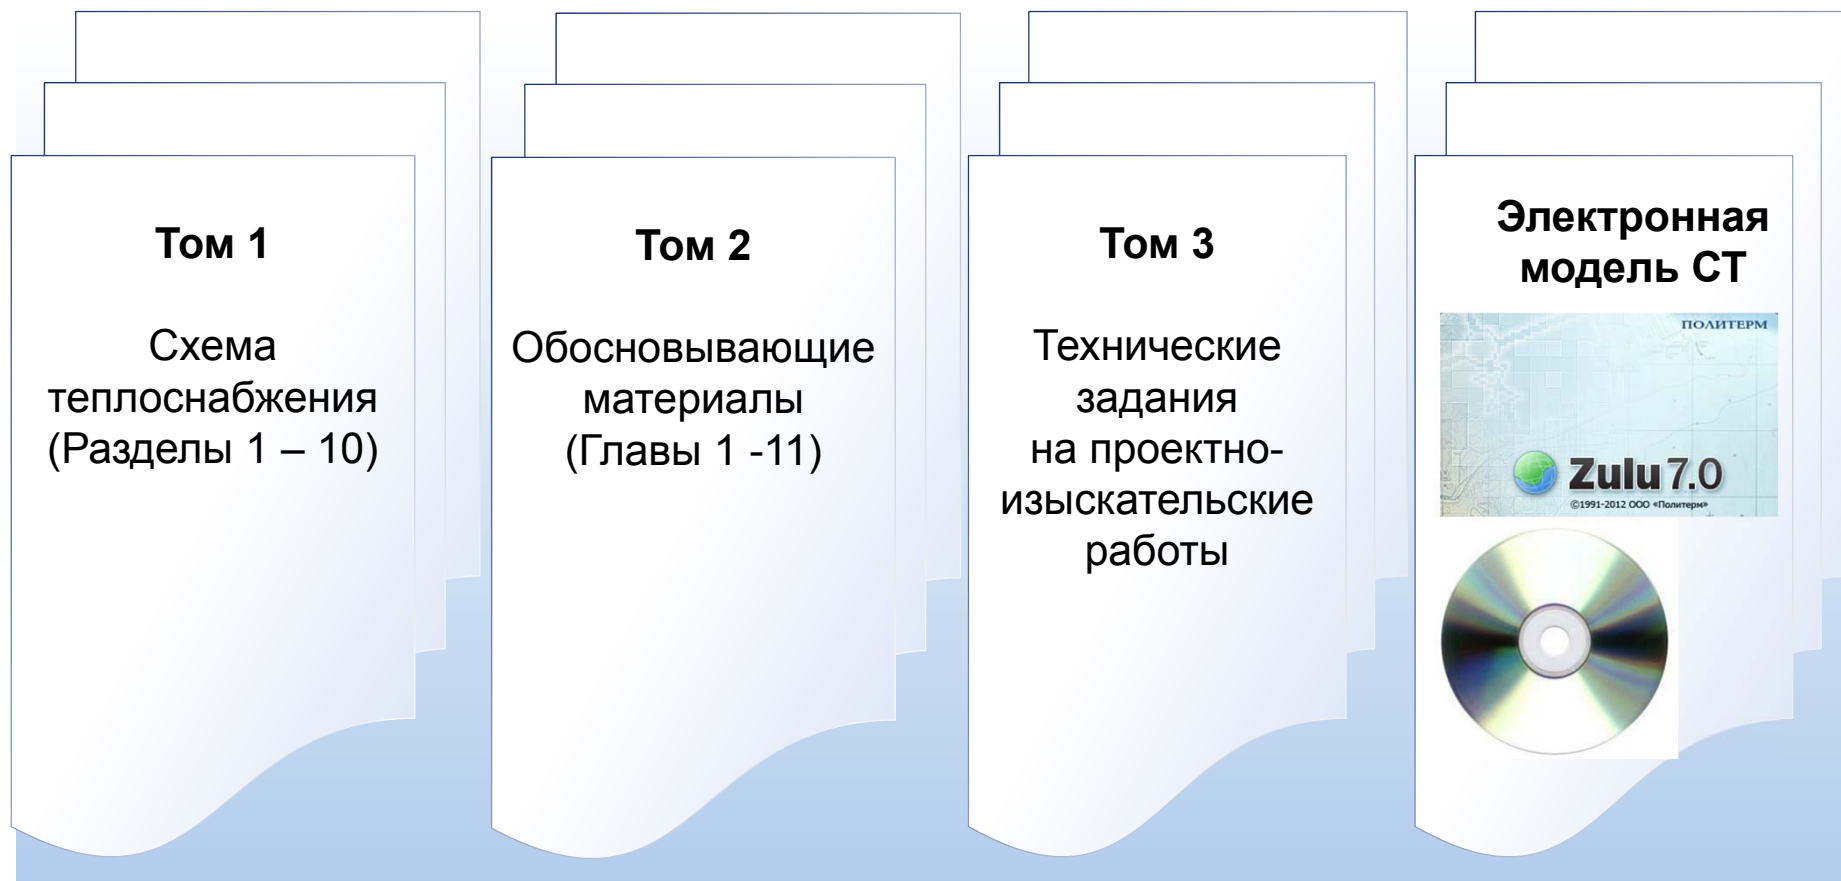 Том 1
Схема
теплоснабжения
(Разделы 1 – 10)
Том 2
Обосновывающие
материалы
(Главы 1 -11)
Том 3
Технические
задания
на проектно-
изыскательские
работы
Электронная
модель СТ
ПОЛИТЕРМ
Zulu 7.0
©1991-2012 ООО «Политерм»